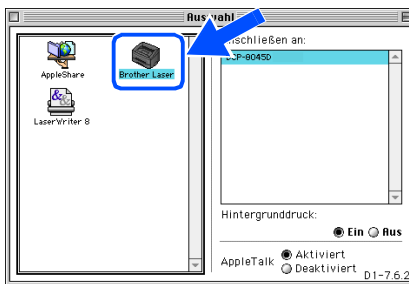 Auswahl
AppleShare
Brother Laser
LaserWriter 8
nschließen an:
DCP-8045D
Hintergrunddruck:
Ein
Aus
AppleTalk
Aktiviert
Deaktiviert
D1-7.6.2